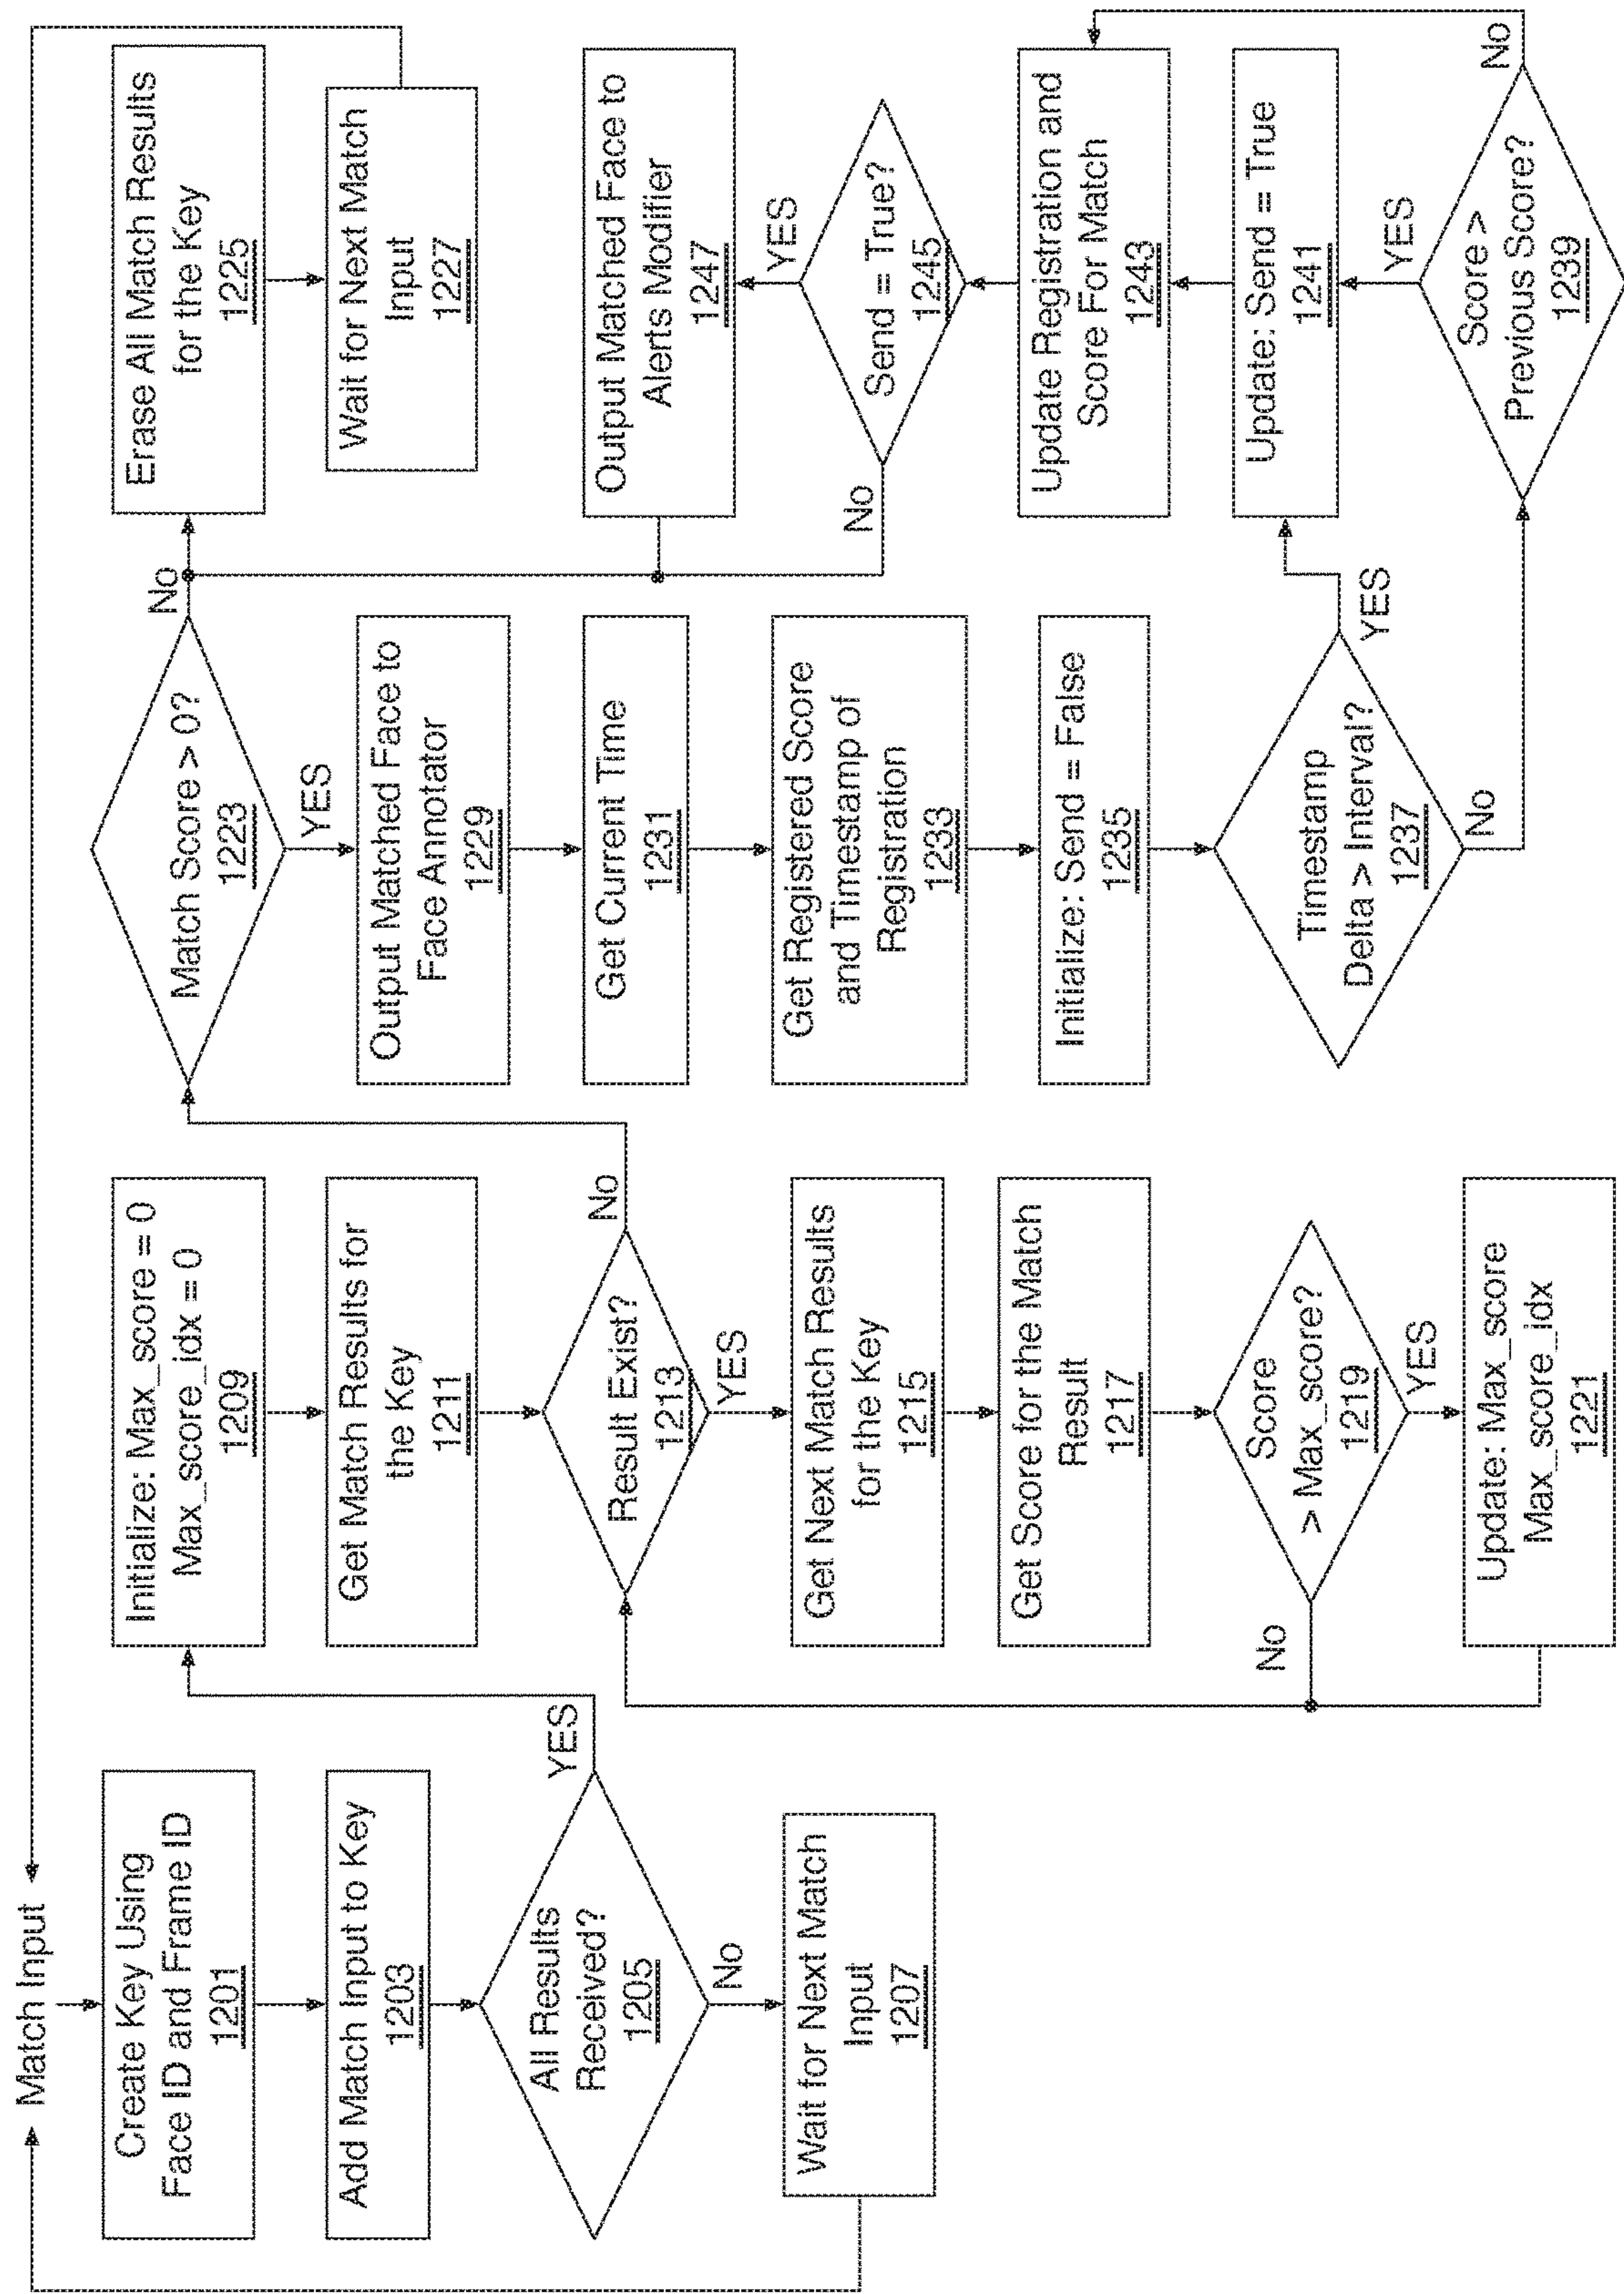 Match Input
Create Key Using
Face ID and Frame ID
1201
Add Match Input to Key
1203
All Results
Received?
1205
YES
No
Wait for Next Match
Input
1207
Initialize: Max_score = 0
Max_score_idx = 0
1209
Get Match Results for
the Key
1211
Result Exist?
1213
No
YES
Get Next Match Results
for the Key
1215
Get Score for the Match
Result
1217
Score
> Max_score?
1219
No
YES
Update: Max_score
Max_score_idx
1221
Match Score > 0?
1223
No
YES
Output Matched Face to
Face Annotator
1229
Get Current Time
1231
Get Registered Score
and Timestamp of
Registration
1233
Initialize: Send = False
1235
Timestamp
Delta > Interval?
1237
YES
No
Erase All Match Results
for the Key
1225
Wait for Next Match
Input
1227
Output Matched Face to
Alerts Modifier
1247
YES
Send = True?
1245
No
Update Registration and
Score For Match
1243
Update: Send = True
1241
YES
Score >
Previous Score?
1239
No